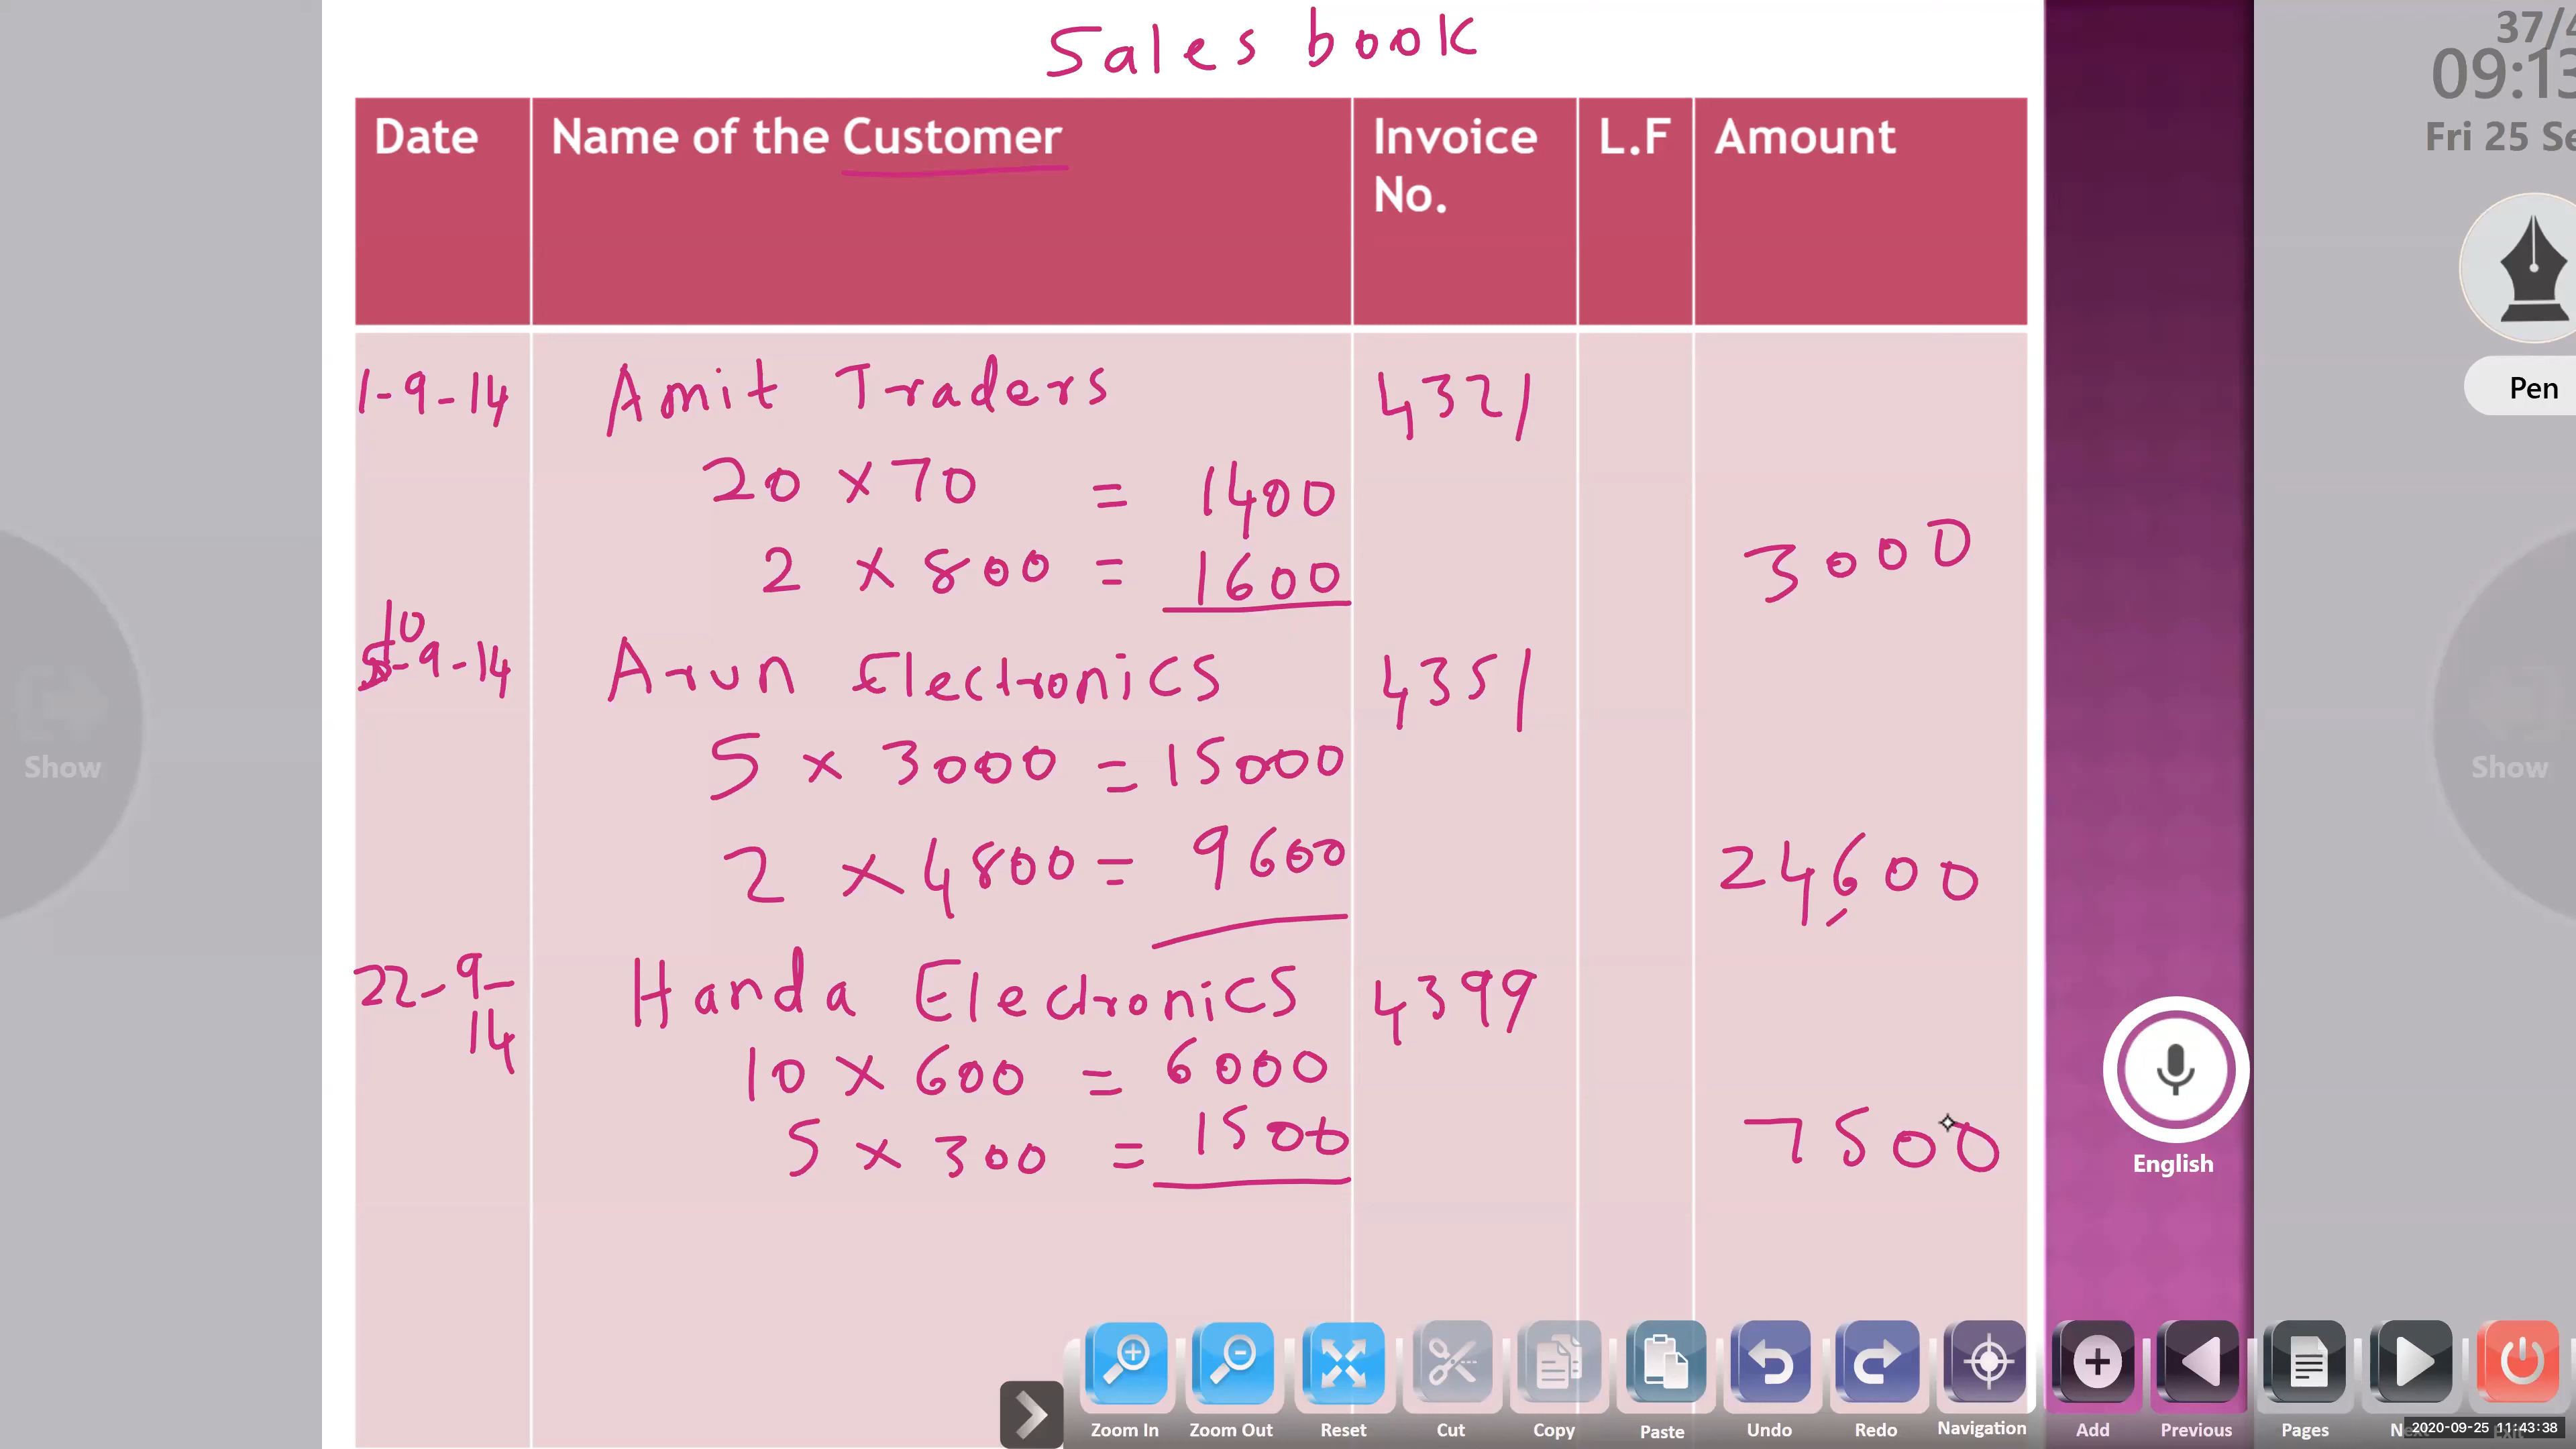 Sales book
Date Name of the Customer Invoice No. L.F Amount
1-9-14 Amit Traders 4321
20 × 70 = 1400
2 × 800 = 1600 3000
10
-9-14 Arun Electronics 4351
5 × 3000 = 15000
2 × 4800 = 9600 24,600
22-9-14 Handa Electronics 4399
10 × 600 = 6000
5 × 300 = 1500 7500
37/4
09:13
Fri 25 Se
Pen
Show
Show
English
Zoom In Zoom Out Reset Cut Copy Paste Undo Redo Navigation Add Previous Pages
2020-09-25 11:43:38